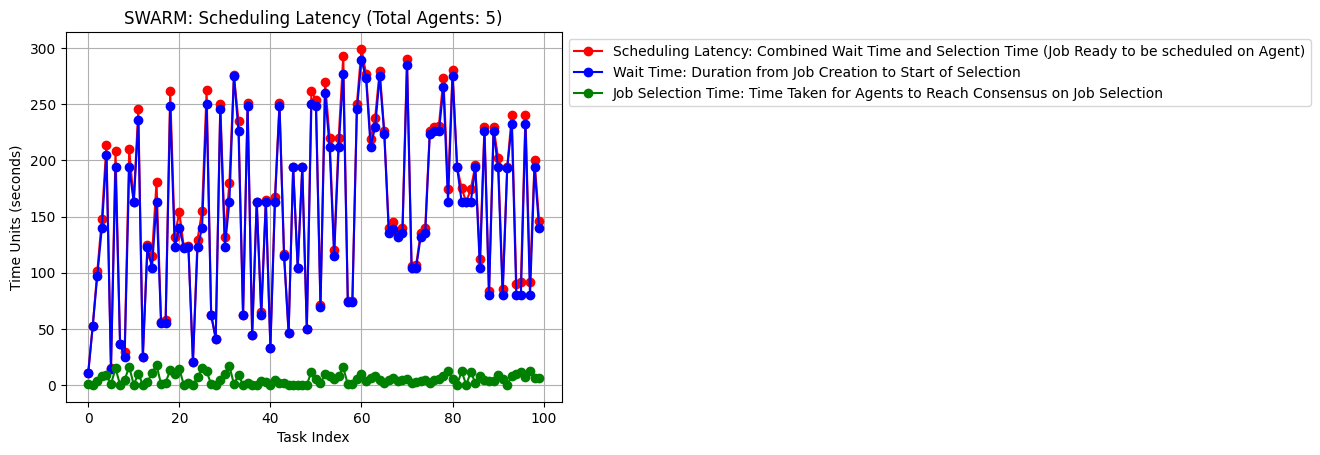 SWARM: Scheduling Latency (Total Agents: 5)
Scheduling Latency: Combined Wait Time and Selection Time (Job Ready to be scheduled on Agent)
Wait Time: Duration from Job Creation to Start of Selection
Job Selection Time: Time Taken for Agents to Reach Consensus on Job Selection
Time Units (seconds)
300
250
200
150
100
50
0
0 20 40 60 80 100
Task Index